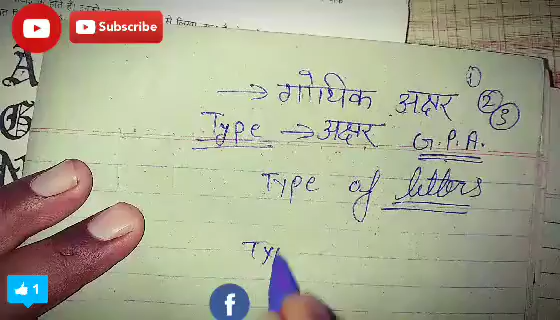 Subscribe
→ गोथिक अक्षर ① ② ③
Type → अक्षर G.P.A.
Type of letters
Ty
1
f